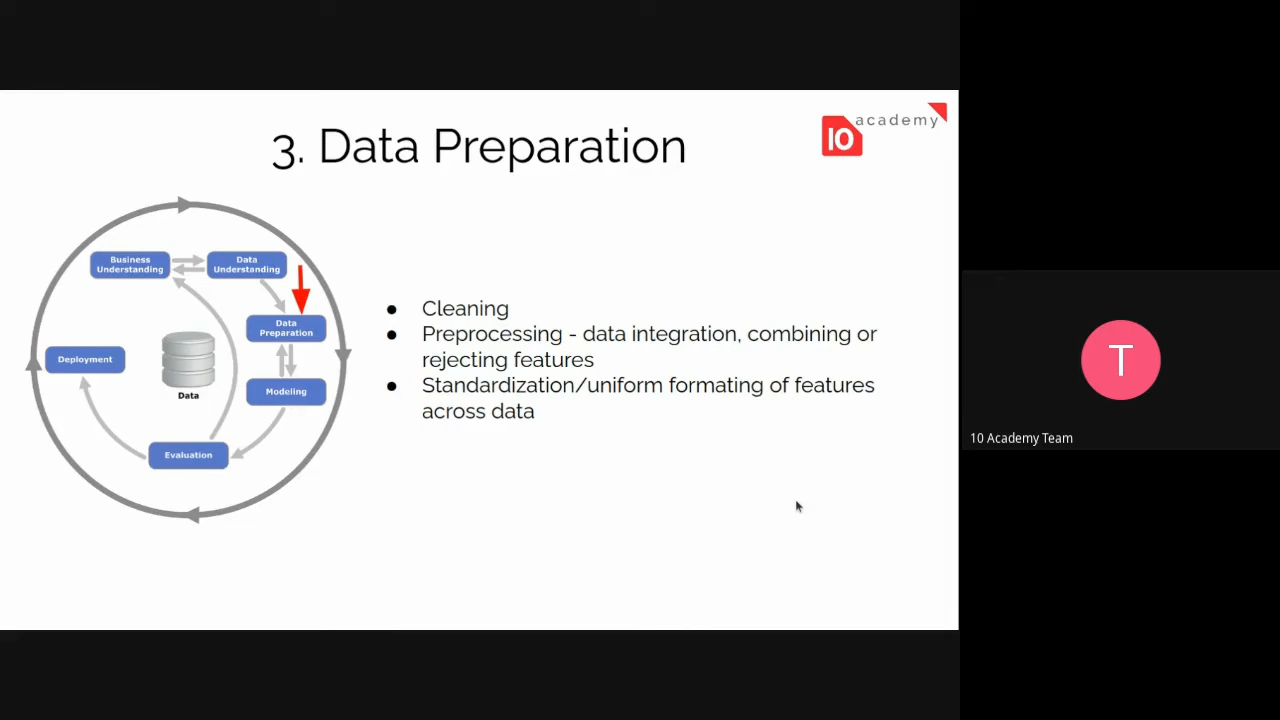 3. Data Preparation
10 academy
Business
Understanding
Data
Understanding
Data
Preparation
Deployment
Data
Modeling
Evaluation
● Cleaning
● Preprocessing - data integration, combining or
rejecting features
● Standardization/uniform formating of features
across data
T
10 Academy Team